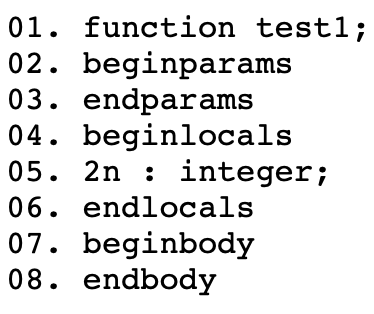 01. function test1;
02. beginparams
03. endparams
04. beginlocals
05. 2n : integer;
06. endlocals
07. beginbody
08. endbody